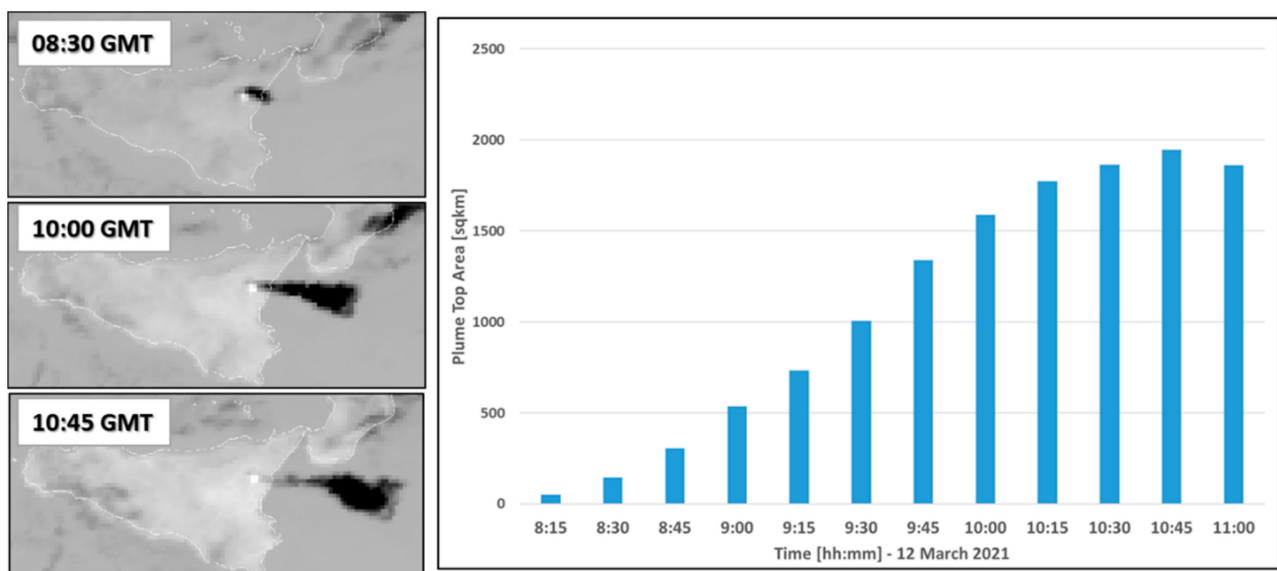 08:30 GMT
10:00 GMT
10:45 GMT
2500
2000
1500
1000
500
0
Plume Top Area [sqkm]
8:15 8:30 8:45 9:00 9:15 9:30 9:45 10:00 10:15 10:30 10:45 11:00
Time [hh:mm] - 12 March 2021